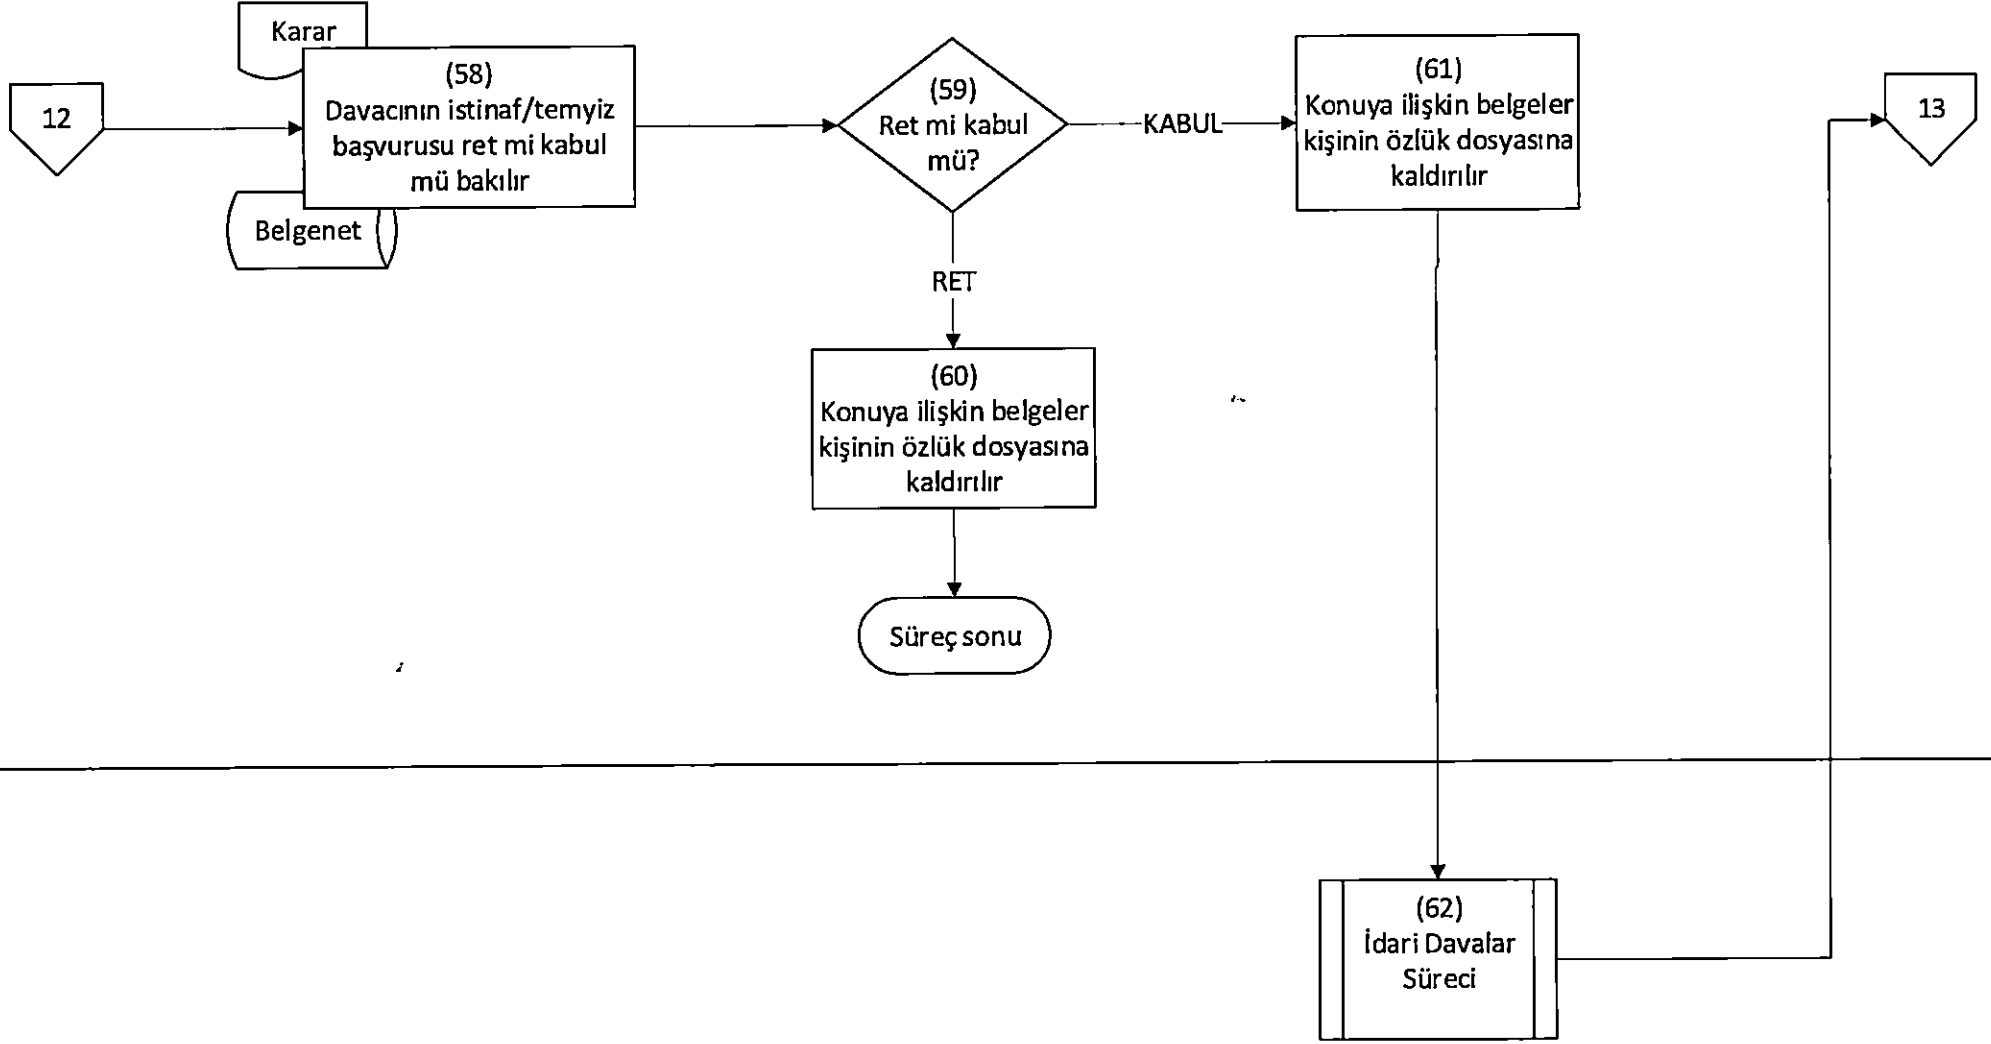 Karar
12
(58)
Davacının istinaf/temyiz
başvurusu ret mi kabul
mü bakılır
Belgenet
(59)
Ret mi kabul
mü?
KABUL
(61)
Konuya ilişkin belgeler
kişinin özlük dosyasına
kaldırılır
13
RET
(60)
Konuya ilişkin belgeler
kişinin özlük dosyasına
kaldırılır
Süreç sonu
(62)
İdari Davalar
Süreci